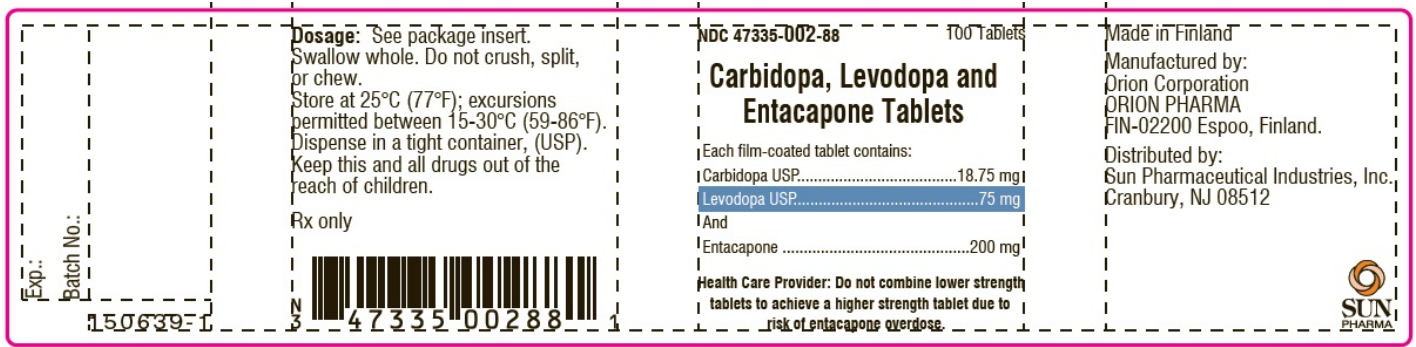 Exp.:
Batch No.:
150639-1
Dosage: See package insert.
Swallow whole. Do not crush, split,
or chew.
Store at 25°C (77°F); excursions
permitted between 15-30°C (59-86°F).
Dispense in a tight container, (USP).
Keep this and all drugs out of the
reach of children.
Rx only
N
3 47335 00288 1
NDC 47335-002-88 100 Tablets
Carbidopa, Levodopa and
Entacapone Tablets
Each film-coated tablet contains:
Carbidopa USP......................................18.75 mg
Levodopa USP............................................75 mg
And
Entacapone ............................................200 mg
Health Care Provider: Do not combine lower strength
tablets to achieve a higher strength tablet due to
risk of entacapone overdose.
Made in Finland
Manufactured by:
Orion Corporation
ORION PHARMA
FIN-02200 Espoo, Finland.
Distributed by:
Sun Pharmaceutical Industries, Inc.
Cranbury, NJ 08512
SUN
PHARMA